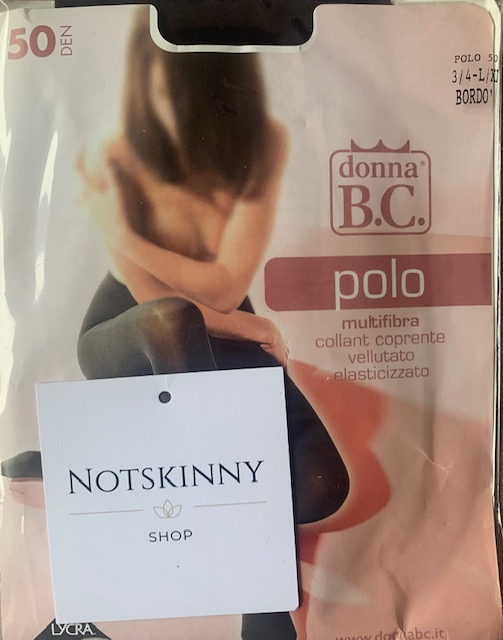 50
DEN
POLO 50
3/4-L/XL
BORDO'
donna®
B.C.
polo
multifibra
collant coprente
vellutato
elasticizzato
NOTSKINNY
SHOP
LYCRA
www.donnabc.it